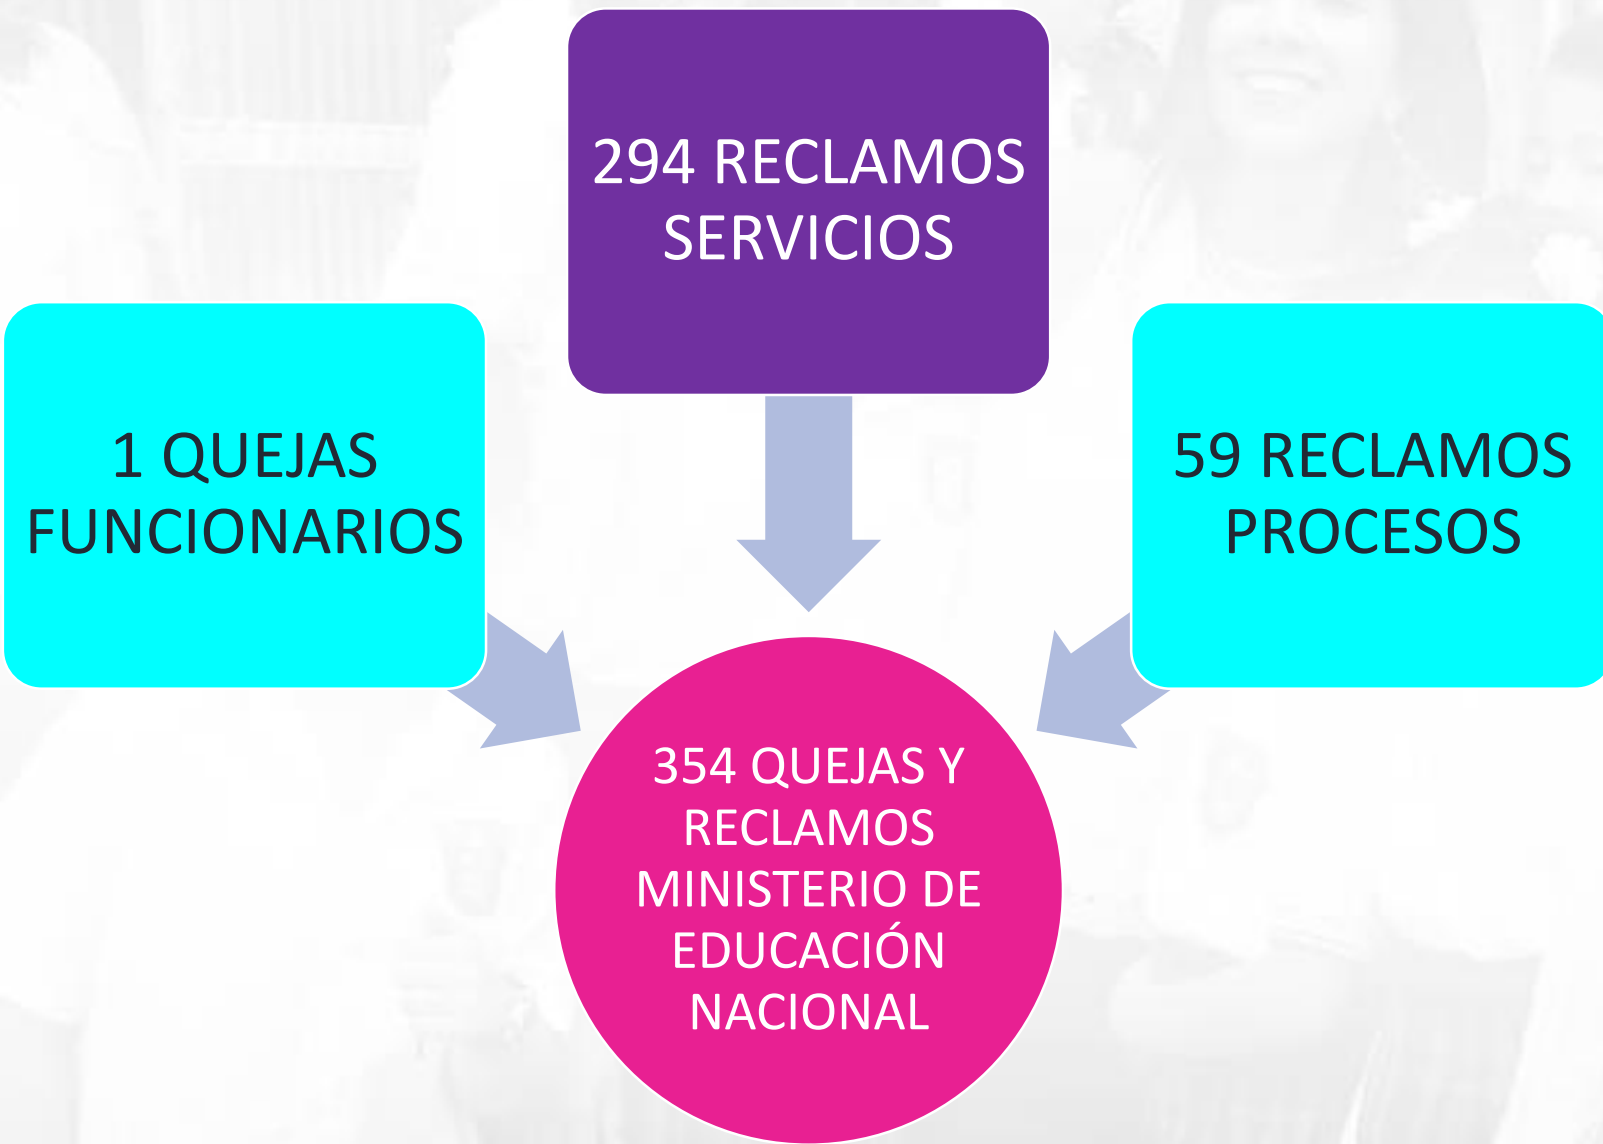 294 RECLAMOS
SERVICIOS
1 QUEJAS
FUNCIONARIOS
59 RECLAMOS
PROCESOS
354 QUEJAS Y
RECLAMOS
MINISTERIO DE
EDUCACIÓN
NACIONAL